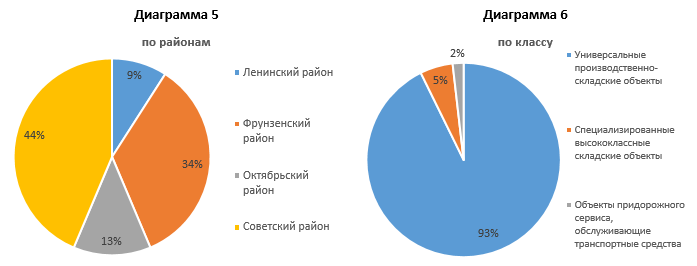 Диаграмма 5
по районам
9%
34%
13%
44%
Ленинский район
Фрунзенский
район
Октябрьский
район
Советский район
Диаграмма 6
по классу
2%
5%
93%
Универсальные
производственно-
складские объекты
Специализированные
высококлассные
складские объекты
Объекты придорожного
сервиса,
обслуживающие
транспортные средства